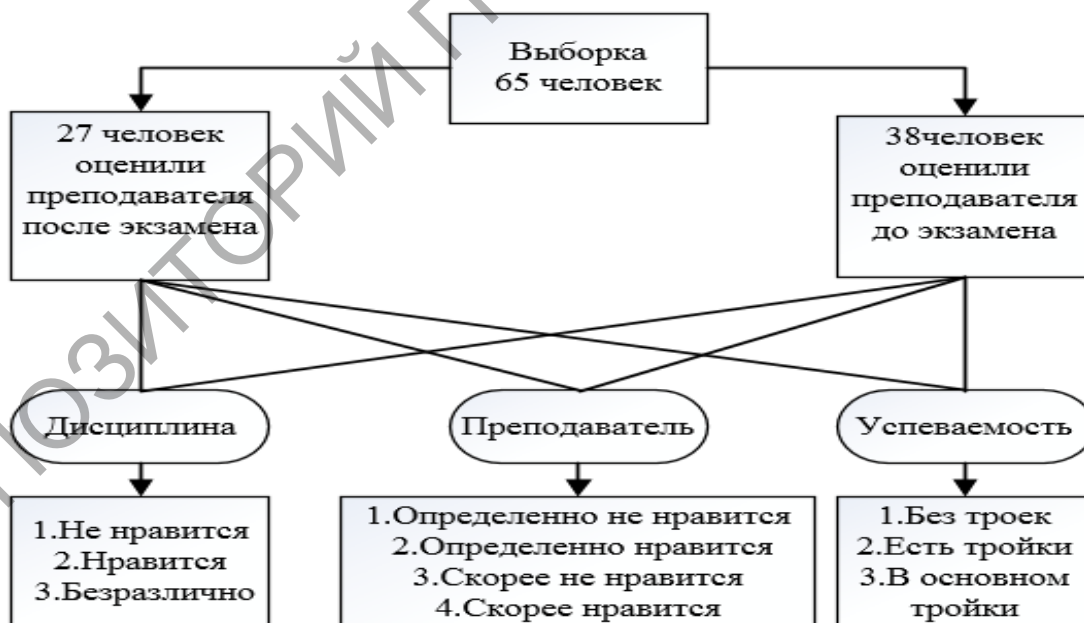 Выборка
65 человек
27 человек
оценили
преподавателя
после экзамена
38человек
оценили
преподавателя
до экзамена
Дисциплина
Преподаватель
Успеваемость
1.Не нравится
2.Нравится
3.Безразлично
1.Определенно не нравится
2.Определенно нравится
3.Скорее не нравится
4.Скорее нравится
1.Без троек
2.Есть тройки
3.В основном
тройки